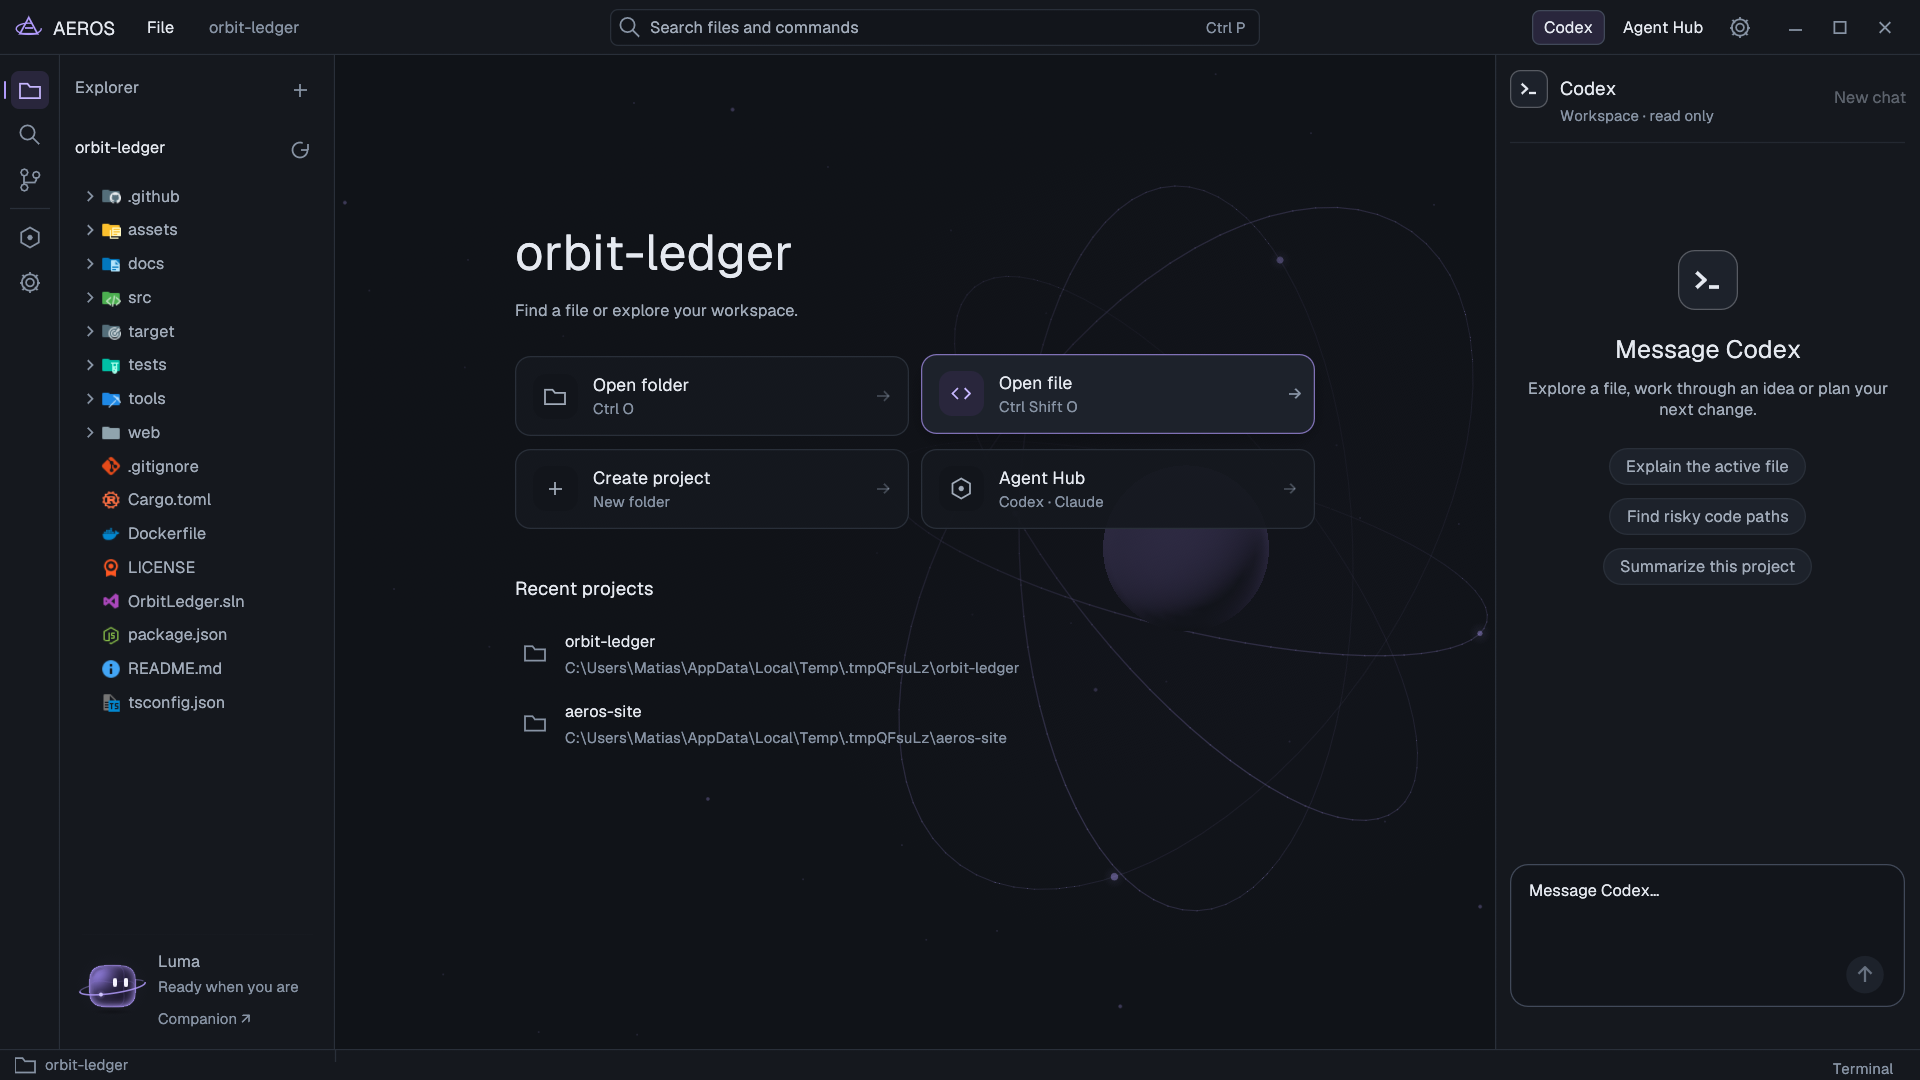 AEROS
File
orbit-ledger
Search files and commands
Ctrl P
Codex
Agent Hub
Explorer
orbit-ledger
.github
assets
docs
src
target
tests
tools
web
.gitignore
Cargo.toml
Dockerfile
LICENSE
OrbitLedger.sln
package.json
README.md
tsconfig.json
Luma
Ready when you are
Companion
orbit-ledger
Find a file or explore your workspace.
Open folder
Ctrl O
Open file
Ctrl Shift O
Create project
New folder
Agent Hub
Codex · Claude
Recent projects
orbit-ledger
C:\Users\Matias\AppData\Local\Temp\.tmpQFsuLz\orbit-ledger
aeros-site
C:\Users\Matias\AppData\Local\Temp\.tmpQFsuLz\aeros-site
Codex
Workspace · read only
New chat
Message Codex
Explore a file, work through an idea or plan your
next change.
Explain the active file
Find risky code paths
Summarize this project
Message Codex...
orbit-ledger
Terminal